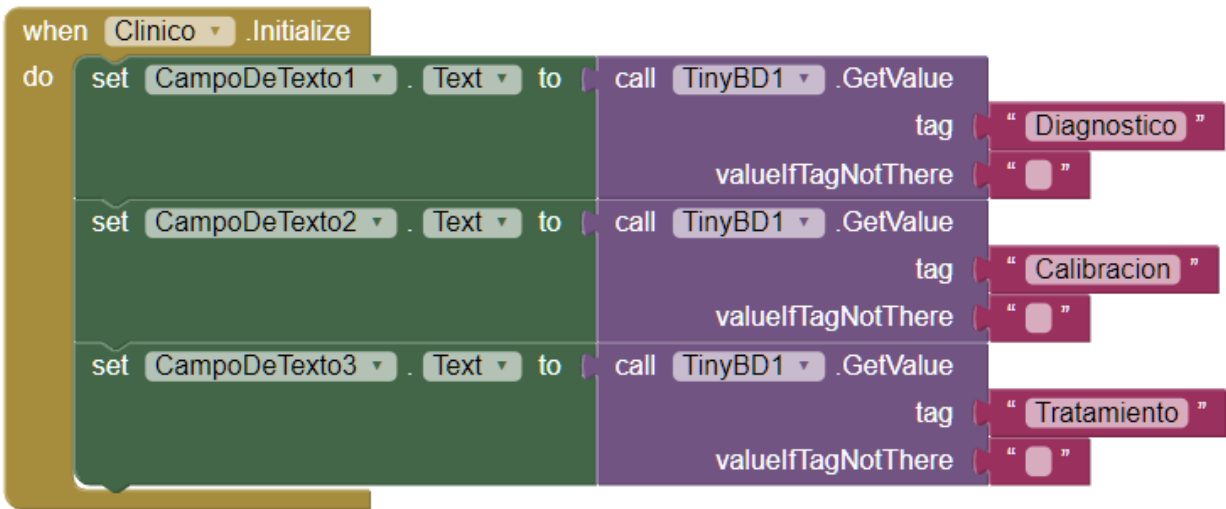 when Clinico .Initialize
do set CampoDeTexto1 . Text to call TinyBD1 .GetValue
tag " Diagnostico "
valueIfTagNotThere " "
set CampoDeTexto2 . Text to call TinyBD1 .GetValue
tag " Calibracion "
valueIfTagNotThere " "
set CampoDeTexto3 . Text to call TinyBD1 .GetValue
tag " Tratamiento "
valueIfTagNotThere " "